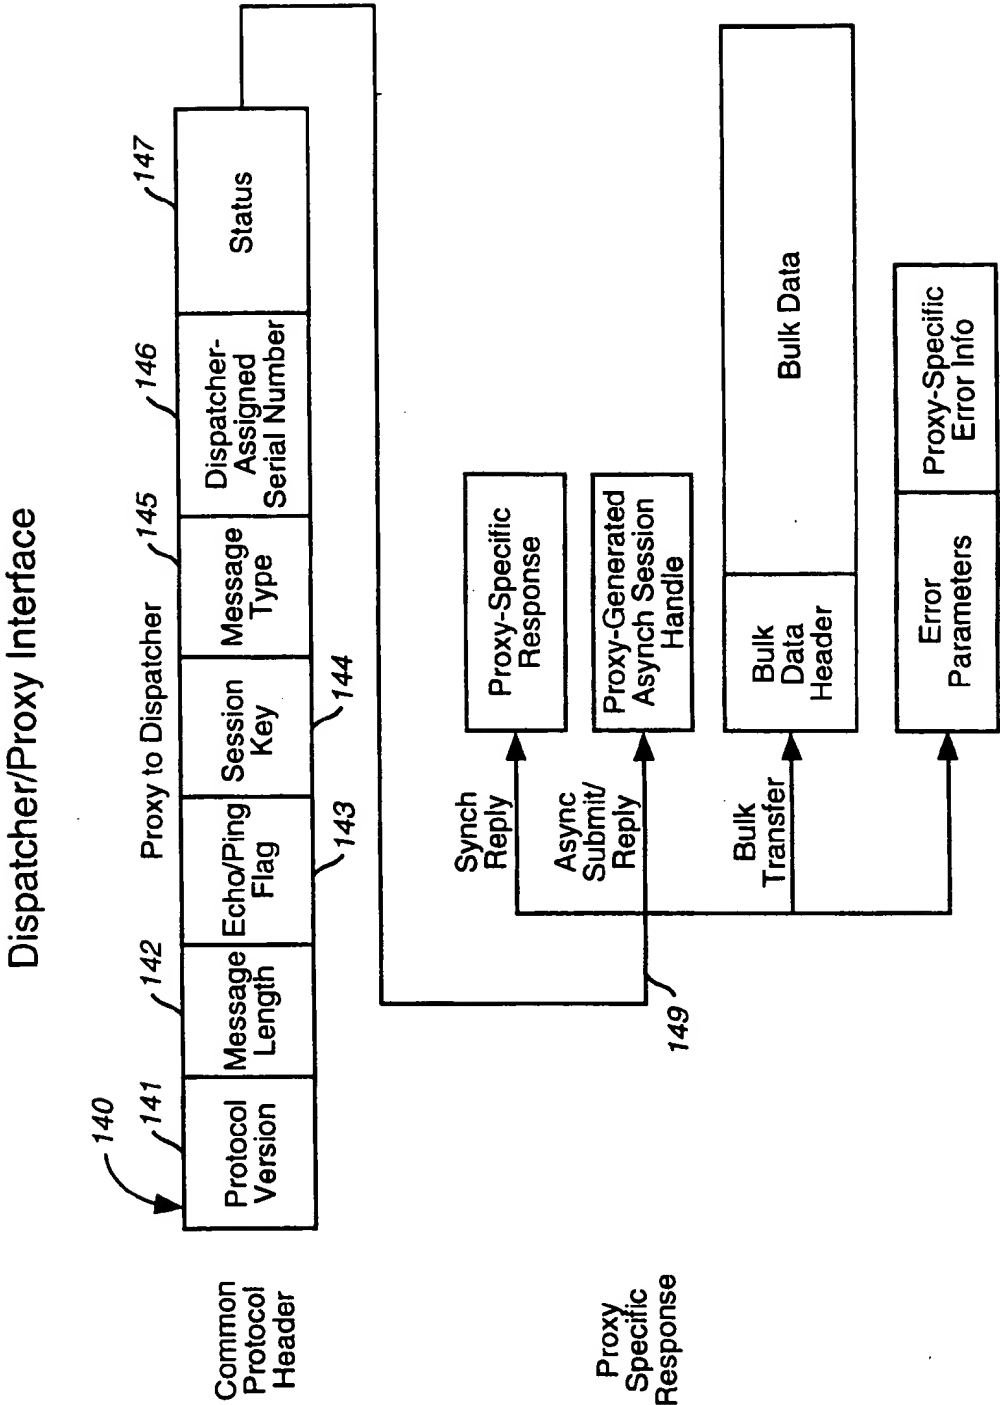 Dispatcher/Proxy Interface
Proxy to Dispatcher
140
141
142
145
146
147
Common
Protocol
Header
Protocol
Version
Message
Length
Echo/Ping
Flag
Session
Key
Message
Type
Dispatcher-
Assigned
Serial Number
Status
143
144
Proxy
Specific
Response
149
Synch
Reply
Proxy-Specific
Response
Async
Submit/
Reply
Proxy-Generated
Asynch Session
Handle
Bulk
Transfer
Bulk
Data
Header
Bulk Data
Error
Parameters
Proxy-Specific
Error Info